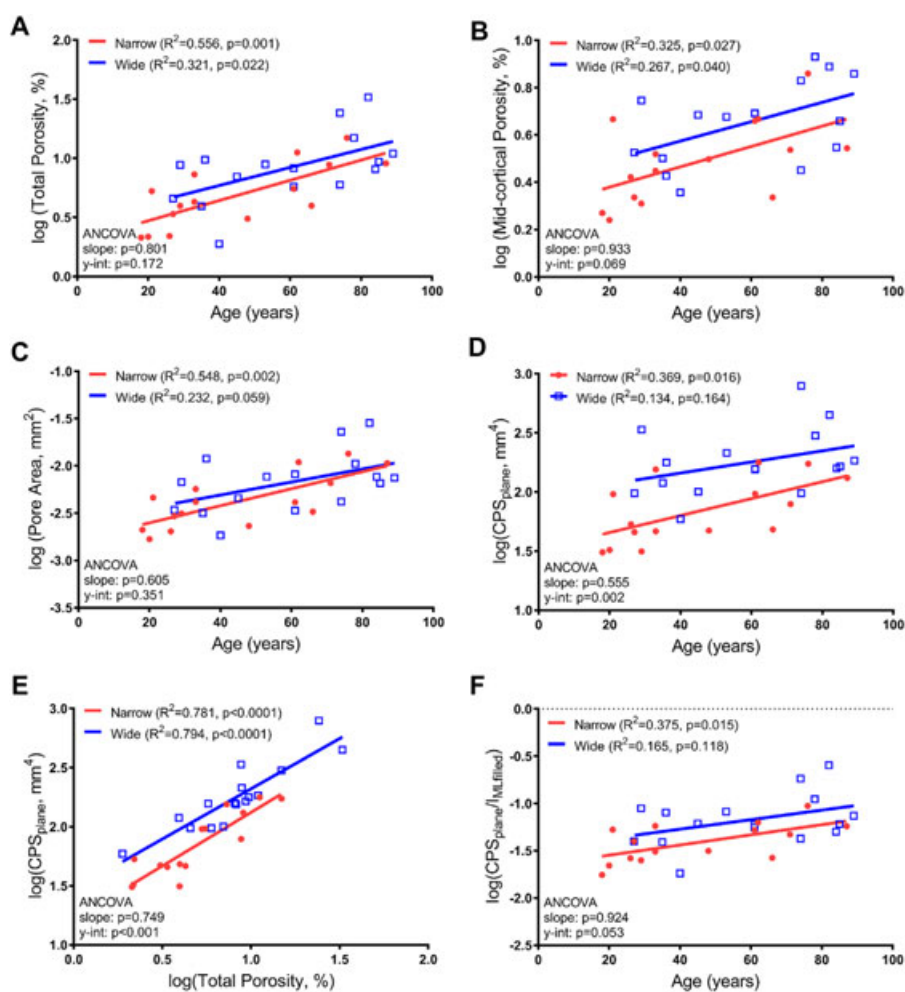 A
Narrow (R²=0.556, p=0.001)
Wide (R²=0.321, p=0.022)
log (Total Porosity, %)
2.0
1.5
1.0
0.5
0.0
ANCOVA
slope: p=0.801
y-int: p=0.172
0 20 40 60 80 100
Age (years)
B
Narrow (R²=0.325, p=0.027)
Wide (R²=0.267, p=0.040)
log (Mid-cortical Porosity, %)
1.0
0.8
0.6
0.4
0.2
0.0
ANCOVA
slope: p=0.933
y-int: p=0.069
0 20 40 60 80 100
Age (years)
C
Narrow (R²=0.548, p=0.002)
Wide (R²=0.232, p=0.059)
log (Pore Area, mm²)
-1.0
-1.5
-2.0
-2.5
-3.0
-3.5
ANCOVA
slope: p=0.605
y-int: p=0.351
0 20 40 60 80 100
Age (years)
D
Narrow (R²=0.369, p=0.016)
Wide (R²=0.134, p=0.164)
log(CPSplane, mm⁴)
3.0
2.5
2.0
1.5
1.0
ANCOVA
slope: p=0.555
y-int: p=0.002
0 20 40 60 80 100
Age (years)
E
Narrow (R²=0.781, p<0.0001)
Wide (R²=0.794, p<0.0001)
log(CPSplane, mm⁴)
3.0
2.5
2.0
1.5
1.0
ANCOVA
slope: p=0.749
y-int: p<0.001
0.0 0.5 1.0 1.5 2.0
log(Total Porosity, %)
F
Narrow (R²=0.375, p=0.015)
Wide (R²=0.165, p=0.118)
log(CPSplane/IMLfilled)
0.0
-0.5
-1.0
-1.5
-2.0
-2.5
ANCOVA
slope: p=0.924
y-int: p=0.053
0 20 40 60 80 100
Age (years)